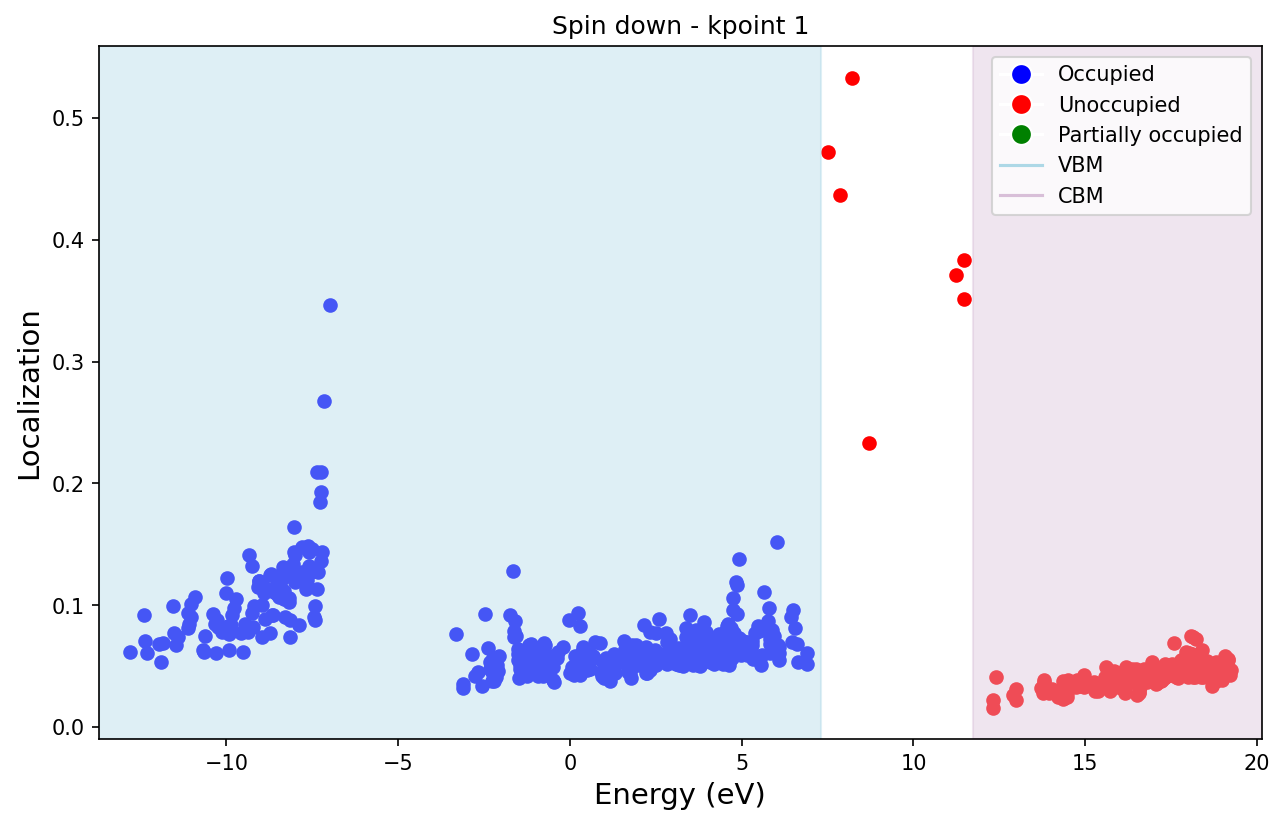 Spin down - kpoint 1
Localization
0.5
0.4
0.3
0.2
0.1
0.0
Occupied
Unoccupied
Partially occupied
VBM
CBM
−10
−5
0
5
10
15
20
Energy (eV)